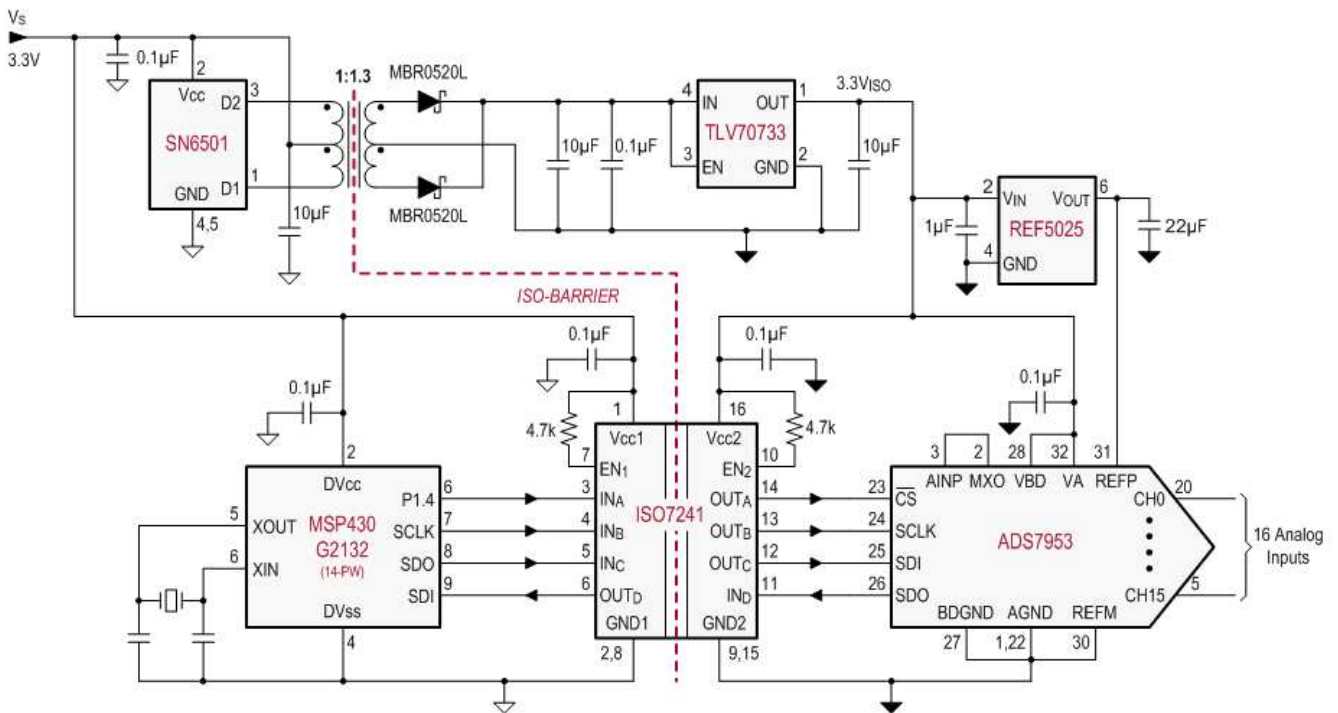 VS
3.3V
0.1µF
2
Vcc
D2
3
SN6501
D1
1
GND
4,5
10µF
1:1.3
MBR0520L
MBR0520L
10µF
0.1µF
4
IN
OUT
1
TLV70733
3
EN
GND
2
3.3VISO
10µF
2
VIN
VOUT
6
REF5025
1µF
4
GND
22µF
ISO-BARRIER
0.1µF
2
DVcc
5
XOUT
MSP430
G2132
(14-PW)
6
XIN
P1.4
6
SCLK
7
SDO
8
SDI
9
DVss
4
0.1µF
4.7k
1
Vcc1
7
EN1
3
INA
4
INB
5
INC
6
OUTD
GND1
2,8
ISO7241
0.1µF
4.7k
16
Vcc2
EN2
10
OUTA
14
OUTB
13
OUTC
12
IND
11
GND2
9,15
0.1µF
3
2
28
32
31
AINP
MXO
VBD
VA
REFP
23
CS
24
SCLK
25
SDI
26
SDO
ADS7953
CH0
20
CH15
5
16 Analog
Inputs
BDGND
AGND
REFM
27
1,22
30